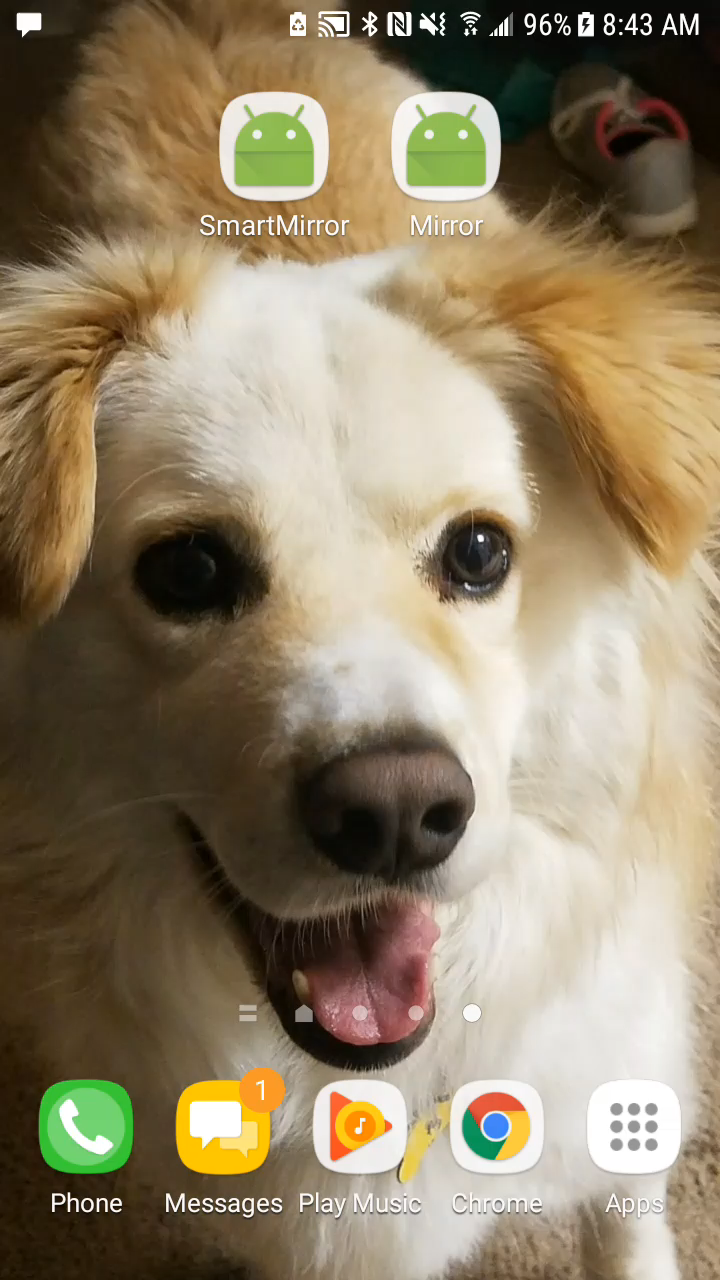 96% 8:43 AM
SmartMirror Mirror
1
Phone Messages Play Music Chrome Apps